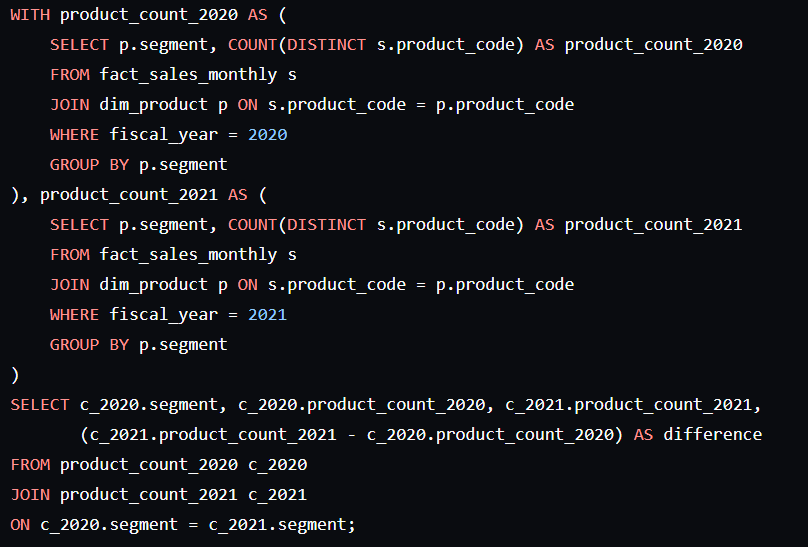 WITH product_count_2020 AS (
    SELECT p.segment, COUNT(DISTINCT s.product_code) AS product_count_2020
    FROM fact_sales_monthly s
    JOIN dim_product p ON s.product_code = p.product_code
    WHERE fiscal_year = 2020
    GROUP BY p.segment
), product_count_2021 AS (
    SELECT p.segment, COUNT(DISTINCT s.product_code) AS product_count_2021
    FROM fact_sales_monthly s
    JOIN dim_product p ON s.product_code = p.product_code
    WHERE fiscal_year = 2021
    GROUP BY p.segment
)
SELECT c_2020.segment, c_2020.product_count_2020, c_2021.product_count_2021,
       (c_2021.product_count_2021 - c_2020.product_count_2020) AS difference
FROM product_count_2020 c_2020
JOIN product_count_2021 c_2021
ON c_2020.segment = c_2021.segment;